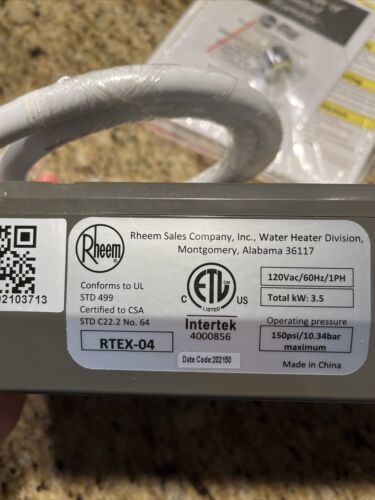 Rheem
Rheem Sales Company, Inc., Water Heater Division,
Montgomery, Alabama 36117
Conforms to UL
STD 499
Certified to CSA
STD C22.2 No. 64
RTEX-04
C
ETL
US
LISTED
Intertek
4000856
Date Code:202150
120Vac/60Hz/1PH
Total kW: 3.5
Operating pressure
150psi/10.34bar
maximum
Made in China
02103713